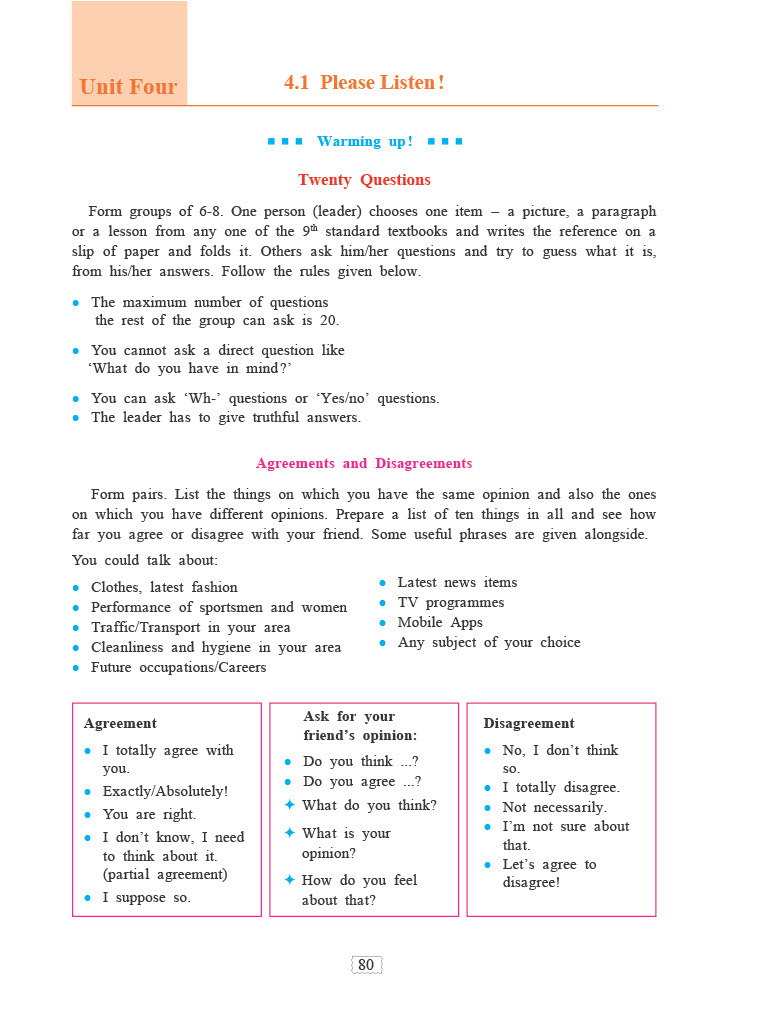 Unit Four
4.1 Please Listen!
Warming up!
Twenty Questions
Form groups of 6-8. One person (leader) chooses one item – a picture, a paragraph
or a lesson from any one of the 9th standard textbooks and writes the reference on a
slip of paper and folds it. Others ask him/her questions and try to guess what it is,
from his/her answers. Follow the rules given below.
● The maximum number of questions
the rest of the group can ask is 20.
● You cannot ask a direct question like
‘What do you have in mind?’
● You can ask ‘Wh-’ questions or ‘Yes/no’ questions.
● The leader has to give truthful answers.
Agreements and Disagreements
Form pairs. List the things on which you have the same opinion and also the ones
on which you have different opinions. Prepare a list of ten things in all and see how
far you agree or disagree with your friend. Some useful phrases are given alongside.
You could talk about:
● Clothes, latest fashion
● Performance of sportsmen and women
● Traffic/Transport in your area
● Cleanliness and hygiene in your area
● Future occupations/Careers
● Latest news items
● TV programmes
● Mobile Apps
● Any subject of your choice
Agreement
● I totally agree with
you.
● Exactly/Absolutely!
● You are right.
● I don’t know, I need
to think about it.
(partial agreement)
● I suppose so.
Ask for your
friend’s opinion:
● Do you think ...?
● Do you agree ...?
✦ What do you think?
✦ What is your
opinion?
✦ How do you feel
about that?
Disagreement
● No, I don’t think
so.
● I totally disagree.
● Not necessarily.
● I’m not sure about
that.
● Let’s agree to
disagree!
80